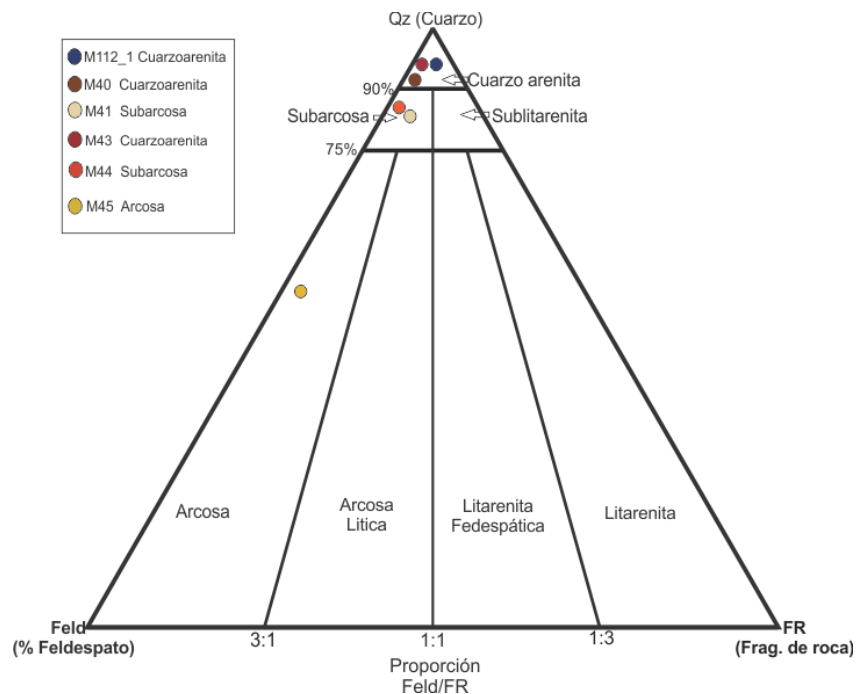 Qz (Cuarzo)
M112_1 Cuarzoarenita
M40 Cuarzoarenita
M41 Subarcosa
M43 Cuarzoarenita
M44 Subarcosa
M45 Arcosa
Cuarzo arenita
90%
Subarcosa
Sublitarenita
75%
Arcosa
Arcosa
Litica
Litarenita
Fedespática
Litarenita
Feld
(% Feldespato)
3:1
1:1
1:3
FR
(Frag. de roca)
Proporción
Feld/FR